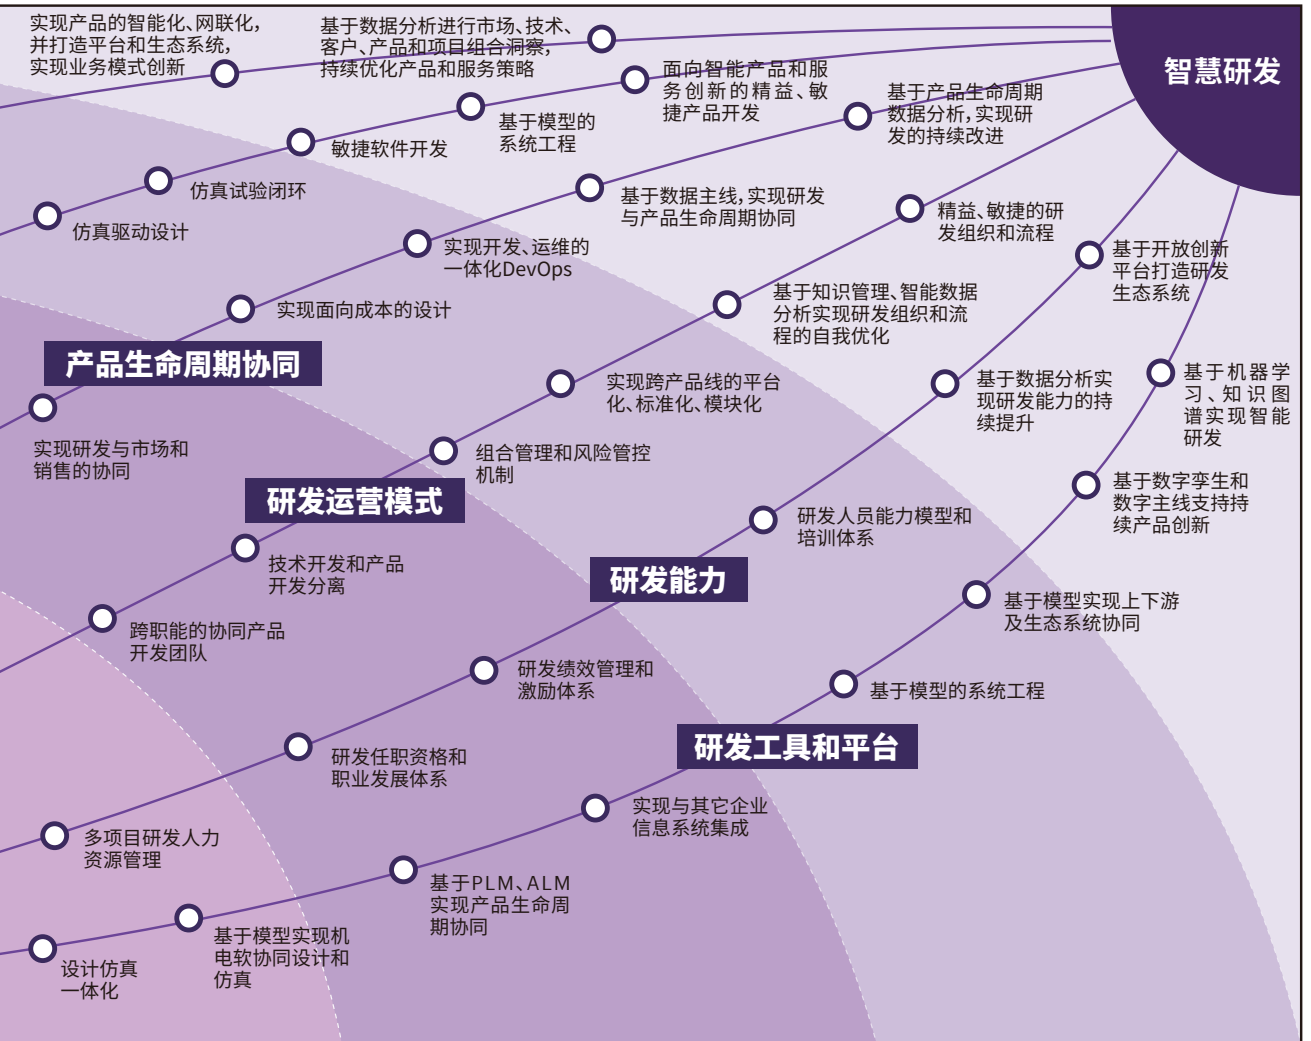 实现产品的智能化、网联化，
并打造平台和生态系统，
实现业务模式创新
基于数据分析进行市场、技术、
客户、产品和项目组合洞察，
持续优化产品和服务策略
智慧研发
面向智能产品和服
务创新的精益、敏
捷产品开发
基于产品生命周期
数据分析，实现研
发的持续改进
基于模型的
系统工程
敏捷软件开发
仿真试验闭环
仿真驱动设计
基于数据主线，实现研发
与产品生命周期协同
精益、敏捷的研
发组织和流程
实现开发、运维的
一体化DevOps
基于开放创新
平台打造研发
生态系统
实现面向成本的设计
基于知识管理、智能数据
分析实现研发组织和流
程的自我优化
产品生命周期协同
实现研发与市场和
销售的协同
实现跨产品线的平台
化、标准化、模块化
基于数据分析实
现研发能力的持
续提升
基于机器学
习、知识图
谱实现智能
研发
组合管理和风险管控
机制
研发运营模式
基于数字孪生和
数字主线支持持
续产品创新
研发人员能力模型和
培训体系
技术开发和产品
开发分离
研发能力
基于模型实现上下游
及生态系统协同
跨职能的协同产品
开发团队
研发绩效管理和
激励体系
基于模型的系统工程
研发工具和平台
研发任职资格和
职业发展体系
实现与其它企业
信息系统集成
多项目研发人力
资源管理
基于PLM、ALM
实现产品生命周
期协同
基于模型实现机
电软协同设计和
仿真
设计仿真
一体化